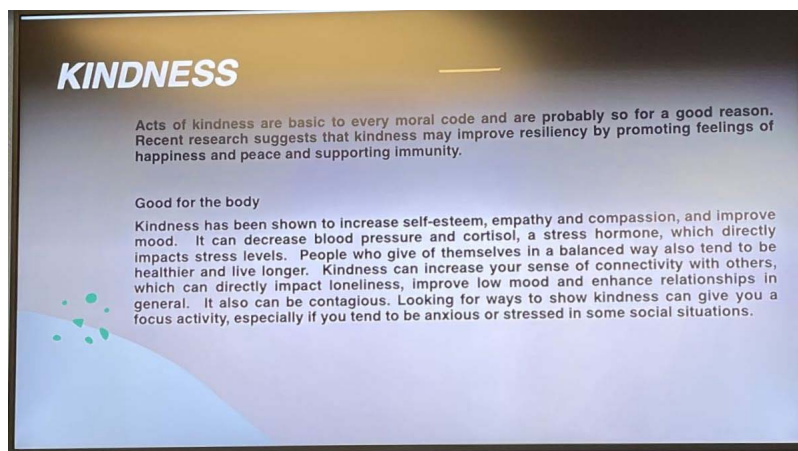 KINDNESS
Acts of kindness are basic to every moral code and are probably so for a good reason.
Recent research suggests that kindness may improve resiliency by promoting feelings of
happiness and peace and supporting immunity.
Good for the body
Kindness has been shown to increase self-esteem, empathy and compassion, and improve
mood. It can decrease blood pressure and cortisol, a stress hormone, which directly
impacts stress levels. People who give of themselves in a balanced way also tend to be
healthier and live longer. Kindness can increase your sense of connectivity with others,
which can directly impact loneliness, improve low mood and enhance relationships in
general. It also can be contagious. Looking for ways to show kindness can give you a
focus activity, especially if you tend to be anxious or stressed in some social situations.